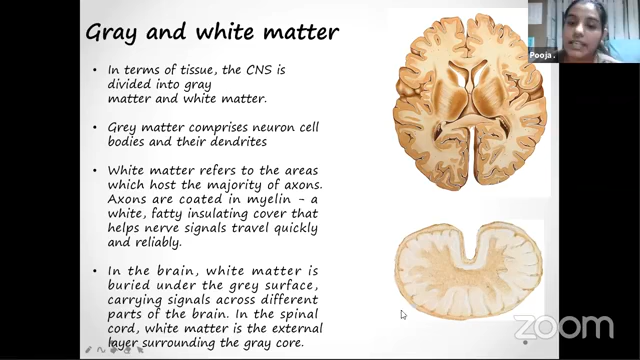 Gray and white matter
Pooja .
• In terms of tissue, the CNS is
divided into gray
matter and white matter.
• Grey matter comprises neuron cell
bodies and their dendrites
• White matter refers to the areas
which host the majority of axons.
Axons are coated in myelin - a
white, fatty insulating cover that
helps nerve signals travel quickly
and reliably.
• In the brain, white matter is
buried under the grey surface,
carrying signals across different
parts of the brain. In the spinal
cord, white matter is the external
layer surrounding the gray core.
zoom